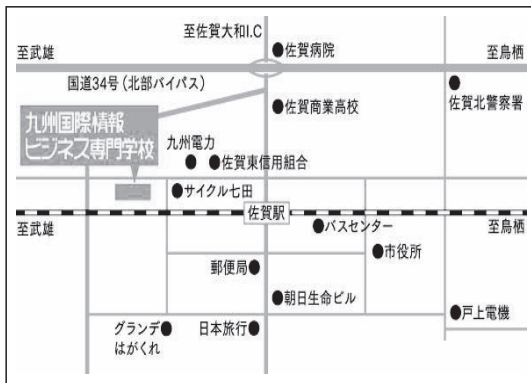 至佐賀大和I.C
至武雄
佐賀病院
至鳥栖
国道34号（北部バイパス）
佐賀商業高校
佐賀北警察署
九州国際情報
ビジネス専門学校
九州電力
佐賀東信用組合
サイクル七田
佐賀駅
至武雄
バスセンター
至鳥栖
市役所
郵便局
朝日生命ビル
戸上電機
グランデ
はがくれ
日本旅行